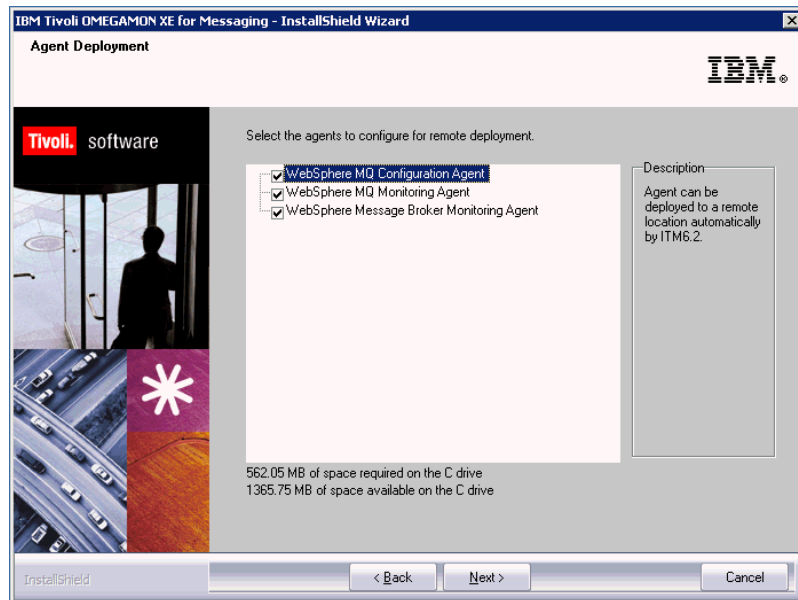 IBM Tivoli OMEGAMON XE for Messaging - InstallShield Wizard
Agent Deployment
IBM®
Tivoli. software
Select the agents to configure for remote deployment.
WebSphere MQ Configuration Agent
WebSphere MQ Monitoring Agent
WebSphere Message Broker Monitoring Agent
Description
Agent can be
deployed to a remote
location automatically
by ITM6.2.
562.05 MB of space required on the C drive
1365.75 MB of space available on the C drive
InstallShield
< Back
Next >
Cancel